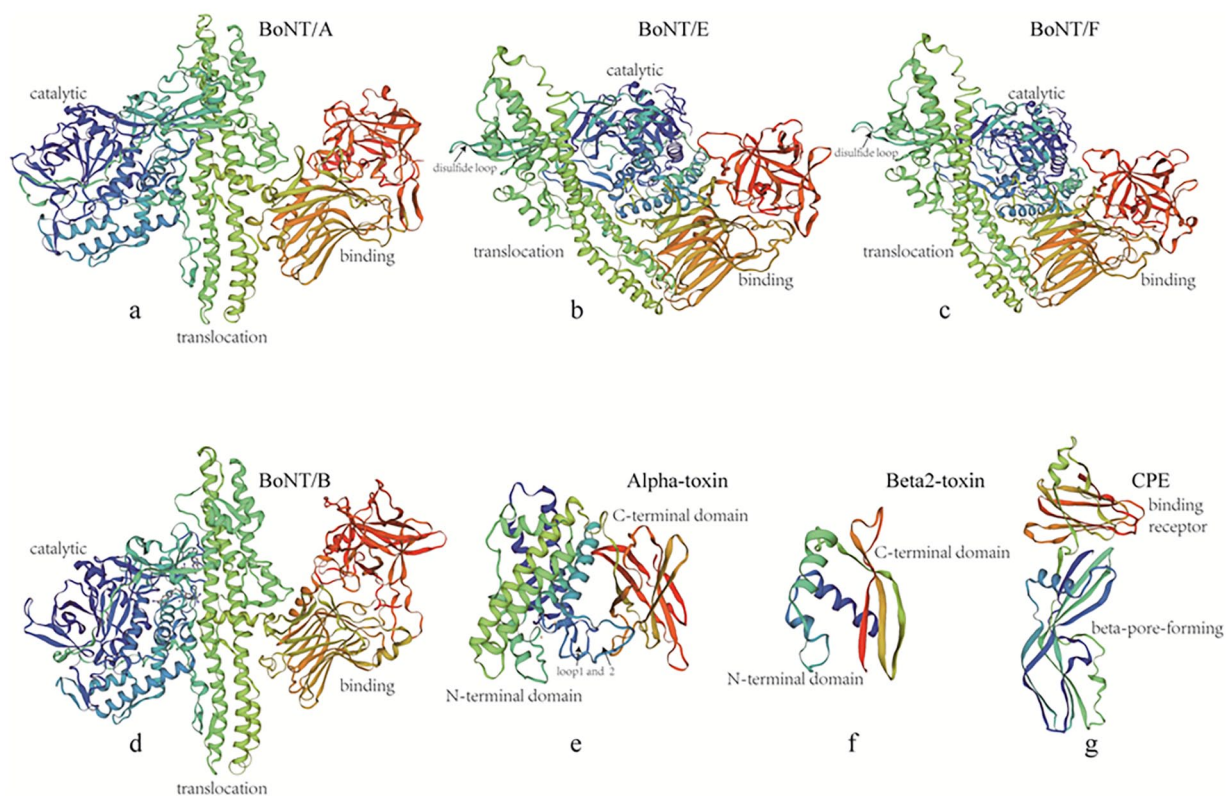 BoNT/A
catalytic
binding
a
translocation
BoNT/E
catalytic
disulfide loop
translocation
binding
b
BoNT/F
catalytic
disulfide loop
translocation
binding
c
BoNT/B
catalytic
binding
d
translocation
Alpha-toxin
C-terminal domain
loop1 and 2
N-terminal domain
e
Beta2-toxin
C-terminal domain
N-terminal domain
f
CPE
binding
receptor
beta-pore-forming
g